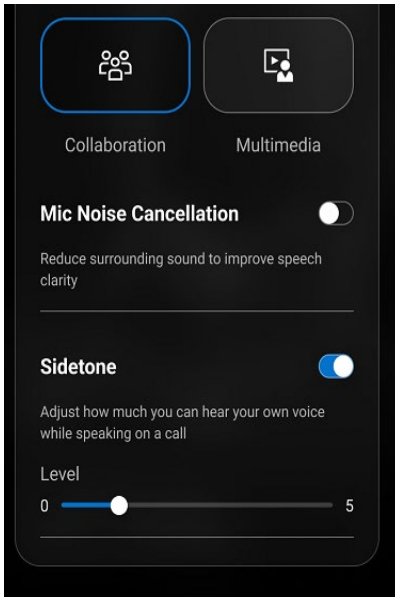 Collaboration Multimedia
Mic Noise Cancellation
Reduce surrounding sound to improve speech
clarity
Sidetone
Adjust how much you can hear your own voice
while speaking on a call
Level
0 5